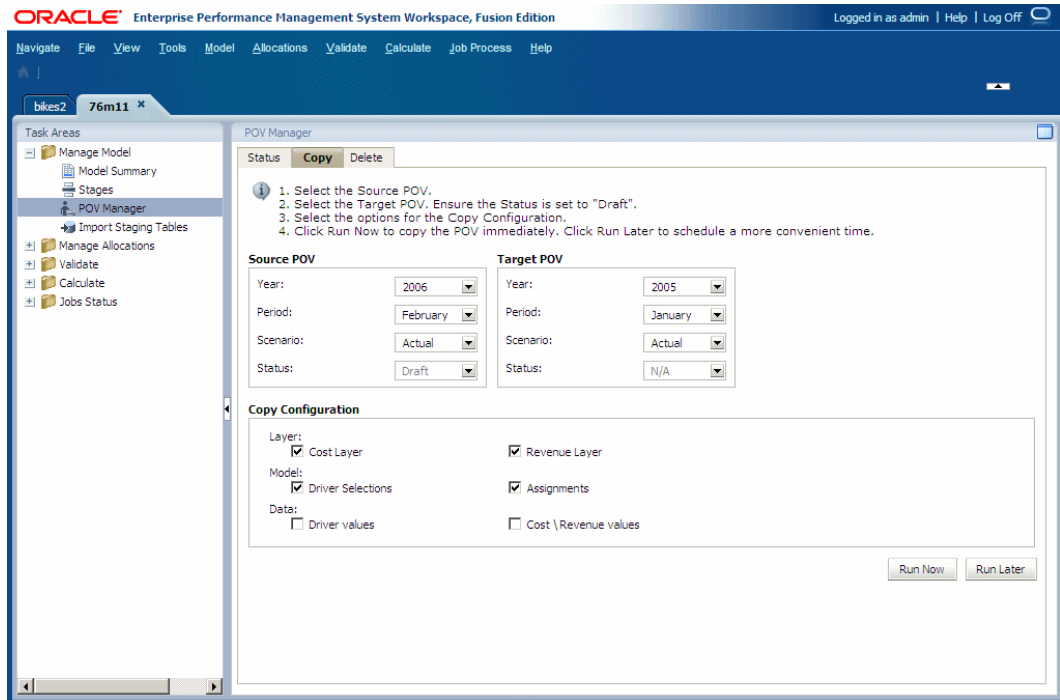 ORACLE Enterprise Performance Management System Workspace, Fusion Edition Logged in as admin | Help | Log Off
Navigate File View Tools Model Allocations Validate Calculate Job Process Help
bikes2 76m11 ×
Task Areas
Manage Model
Model Summary
Stages
POV Manager
Import Staging Tables
Manage Allocations
Validate
Calculate
Jobs Status
POV Manager
Status Copy Delete
1. Select the Source POV.
2. Select the Target POV. Ensure the Status is set to "Draft".
3. Select the options for the Copy Configuration.
4. Click Run Now to copy the POV immediately. Click Run Later to schedule a more convenient time.
Source POV Target POV
Year: 2006 Year: 2005
Period: February Period: January
Scenario: Actual Scenario: Actual
Status: Draft Status: N/A
Copy Configuration
Layer:
Cost Layer Revenue Layer
Model:
Driver Selections Assignments
Data:
Driver values Cost \ Revenue values
Run Now Run Later